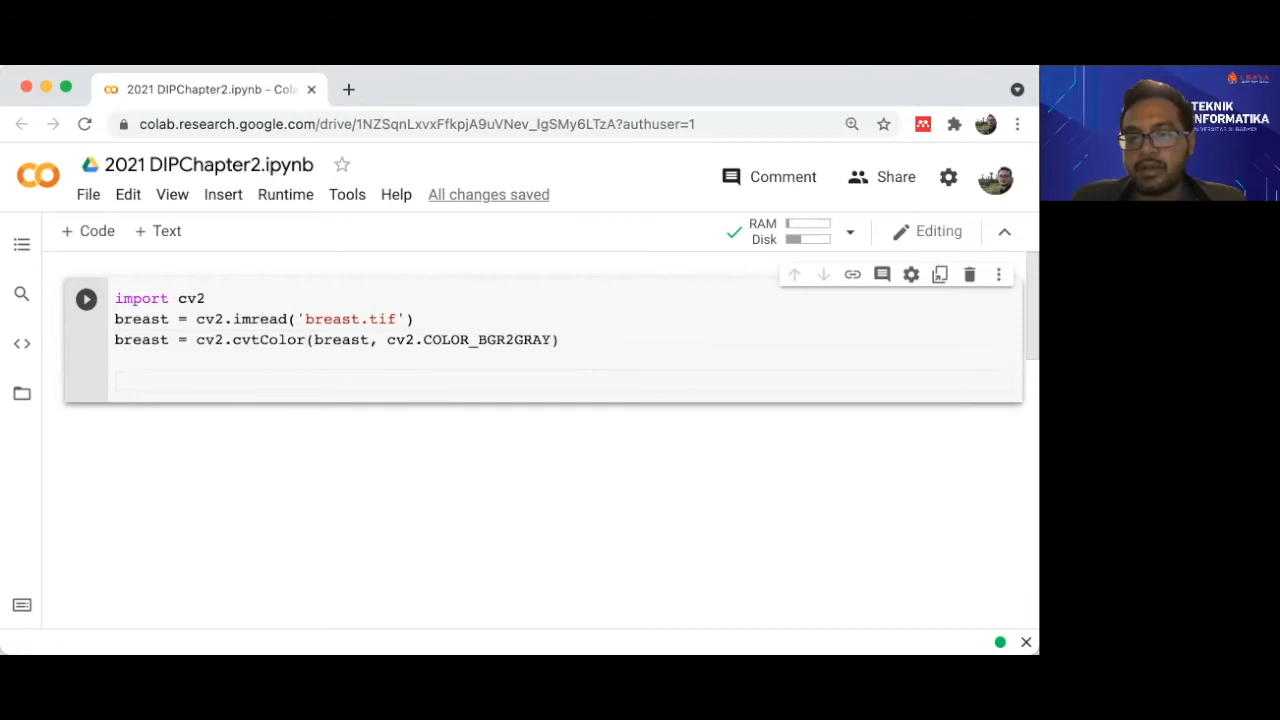 2021 DIPChapter2.ipynb - Cola
colab.research.google.com/drive/1NZSqnLxvxFfkpjA9uVNev_lgSMy6LTzA?authuser=1
TEKNIK
INFORMATIKA
2021 DIPChapter2.ipynb
Comment
Share
File Edit View Insert Runtime Tools Help All changes saved
+ Code + Text
RAM
Disk
Editing
import cv2
breast = cv2.imread('breast.tif')
breast = cv2.cvtColor(breast, cv2.COLOR_BGR2GRAY)